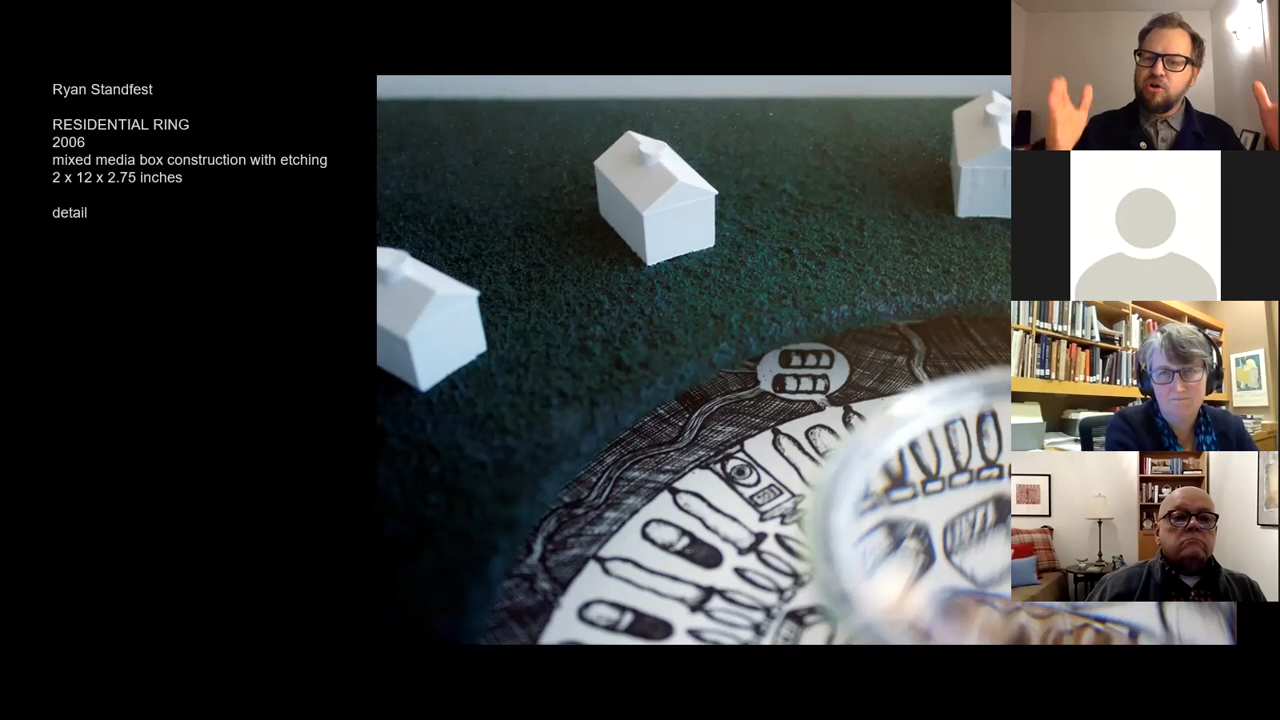 Ryan Standfest
RESIDENTIAL RING
2006
mixed media box construction with etching
2 x 12 x 2.75 inches
detail